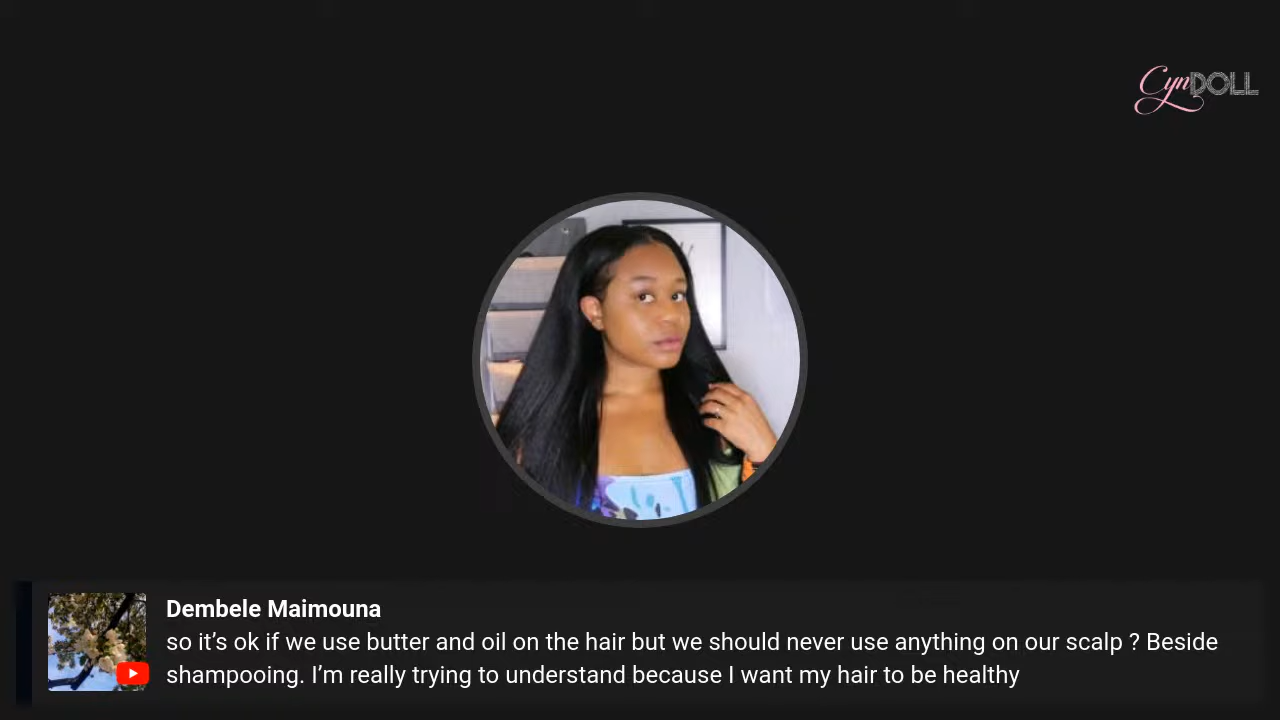 CynDOLL
Dembele Maimouna
so it’s ok if we use butter and oil on the hair but we should never use anything on our scalp ? Beside
shampooing. I’m really trying to understand because I want my hair to be healthy